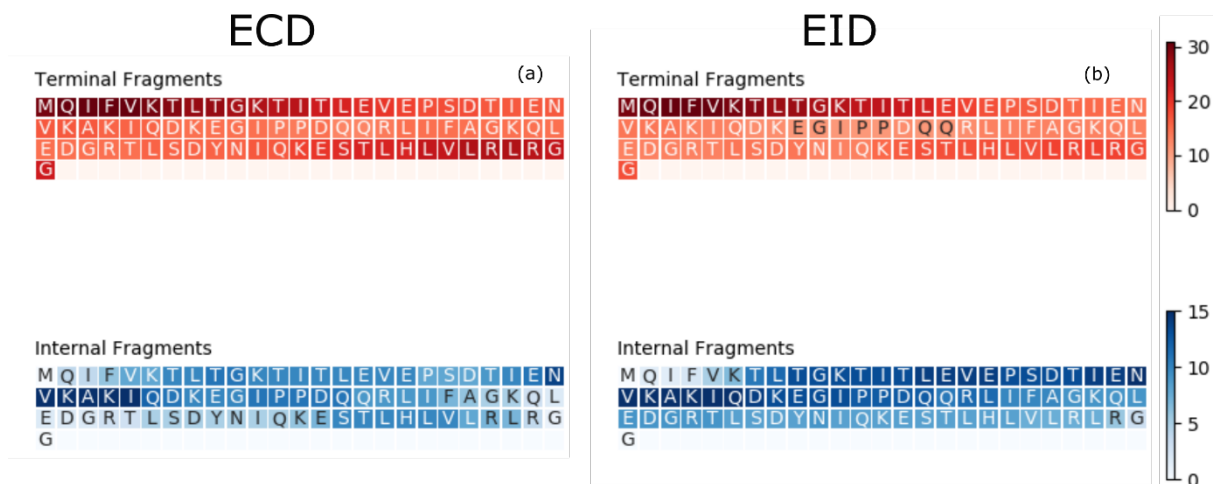 ECD
EID
Terminal Fragments (a)
MQIFVKTLTGKTITLEVEPSDTIEN
VKAKIQDKEGIPPDQQRLIFAGKQL
EDGRTLSDYNIQKESTLHLVLRLRG
G
Terminal Fragments (b)
MQIFVKTLTGKTITLEVEPSDTIEN
VKAKIQDKEGIPPDQQRLIFAGKQL
EDGRTLSDYNIQKESTLHLVLRLRG
G
30
20
10
0
Internal Fragments
MQIFVKTLTGKTITLEVEPSDTIEN
VKAKIQDKEGIPPDQQRLIFAGKQL
EDGRTLSDYNIQKESTLHLVLRLRG
G
Internal Fragments
MQIFVKTLTGKTITLEVEPSDTIEN
VKAKIQDKEGIPPDQQRLIFAGKQL
EDGRTLSDYNIQKESTLHLVLRLRG
G
15
10
5
0